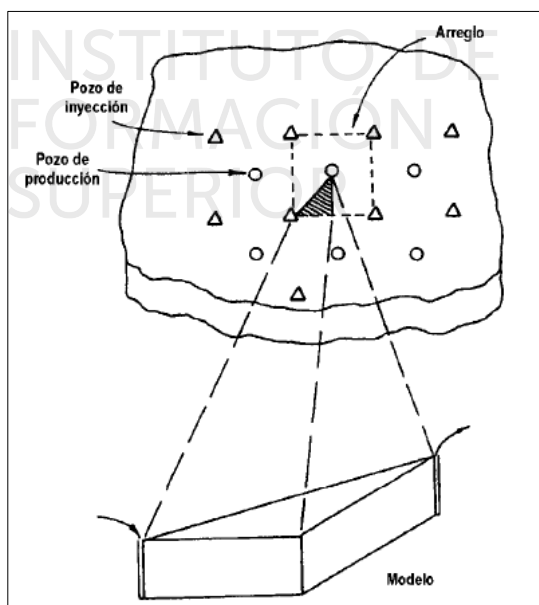 INSTITUTO DE
FORMACIÓN
SUPERIOR
Arreglo
Pozo de
inyección
Pozo de
producción
Modelo